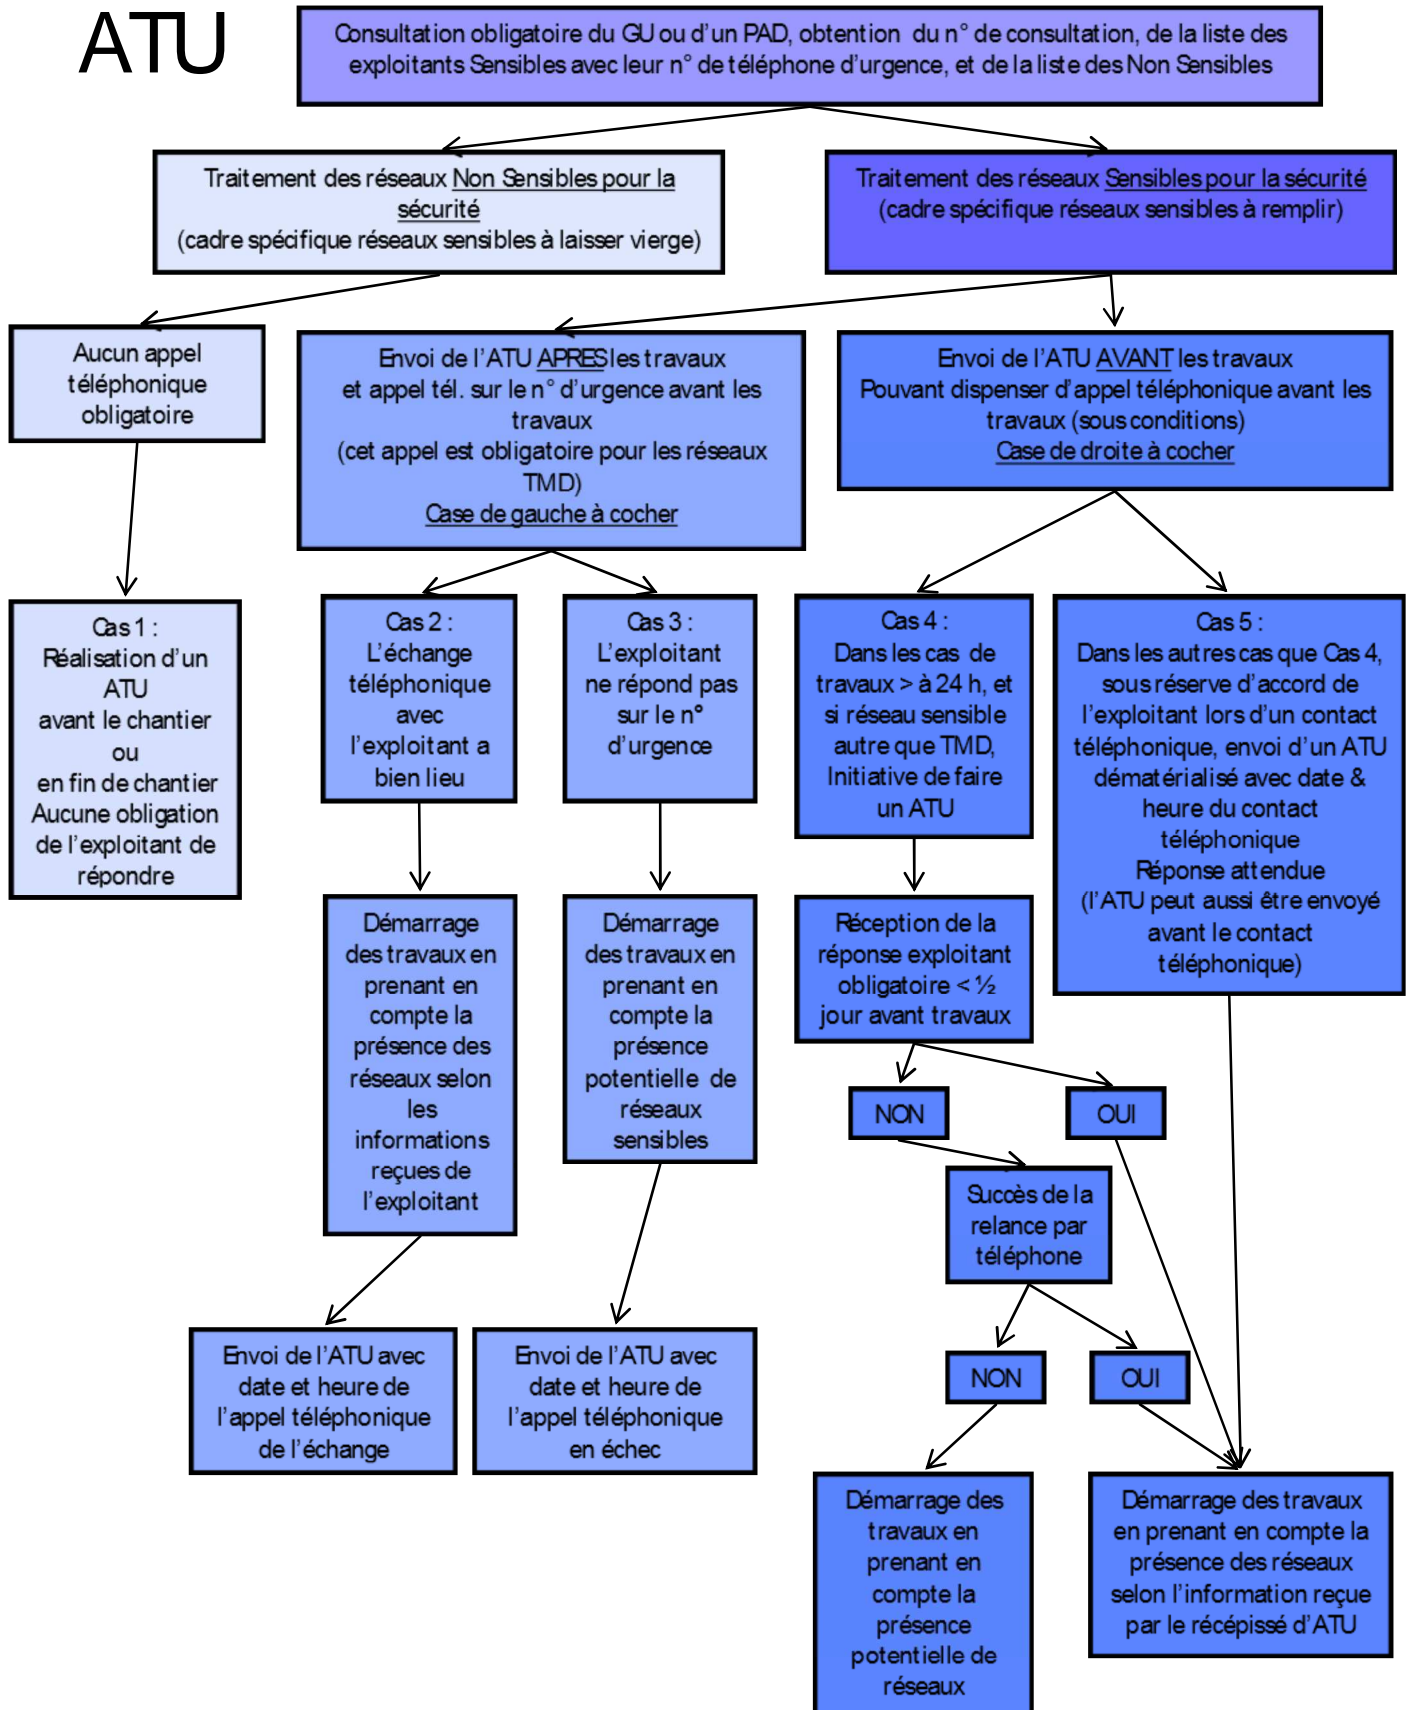 ATU
Consultation obligatoire du GU ou d'un PAD, obtention du n° de consultation, de la liste des
exploitants Sensibles avec leur n° de téléphone d'urgence, et de la liste des Non Sensibles
Traitement des réseaux Non Sensibles pour la
sécurité
(cadre spécifique réseaux sensibles à laisser vierge)
Traitement des réseaux Sensibles pour la sécurité
(cadre spécifique réseaux sensibles à remplir)
Aucun appel
téléphonique
obligatoire
Envoi de l'ATU APRES les travaux
et appel tél. sur le n° d'urgence avant les
travaux
(cet appel est obligatoire pour les réseaux
TMD)
Case de gauche à cocher
Envoi de l'ATU AVANT les travaux
Pouvant dispenser d'appel téléphonique avant les
travaux (sous conditions)
Case de droite à cocher
Cas 1 :
Réalisation d'un
ATU
avant le chantier
ou
en fin de chantier
Aucune obligation
de l'exploitant de
répondre
Cas 2 :
L'échange
téléphonique
avec
l'exploitant a
bien lieu
Cas 3 :
L'exploitant
ne répond pas
sur le n°
d'urgence
Cas 4 :
Dans les cas de
travaux > à 24 h, et
si réseau sensible
autre que TMD,
Initiative de faire
un ATU
Cas 5 :
Dans les autres cas que Cas 4,
sous réserve d'accord de
l'exploitant lors d'un contact
téléphonique, envoi d'un ATU
dématérialisé avec date &
heure du contact
téléphonique
Réponse attendue
(l'ATU peut aussi être envoyé
avant le contact
téléphonique)
Démarrage
des travaux en
prenant en
compte la
présence des
réseaux selon
les
informations
reçues de
l'exploitant
Démarrage
des travaux en
prenant en
compte la
présence
potentielle de
réseaux
sensibles
Réception de la
réponse exploitant
obligatoire < ½
jour avant travaux
NON
OUI
Succès de la
relance par
téléphone
Envoi de l'ATU avec
date et heure de
l'appel téléphonique
de l'échange
Envoi de l'ATU avec
date et heure de
l'appel téléphonique
en échec
NON
OUI
Démarrage des
travaux en
prenant en
compte la
présence
potentielle de
réseaux
Démarrage des travaux
en prenant en compte la
présence des réseaux
selon l'information reçue
par le récépissé d'ATU